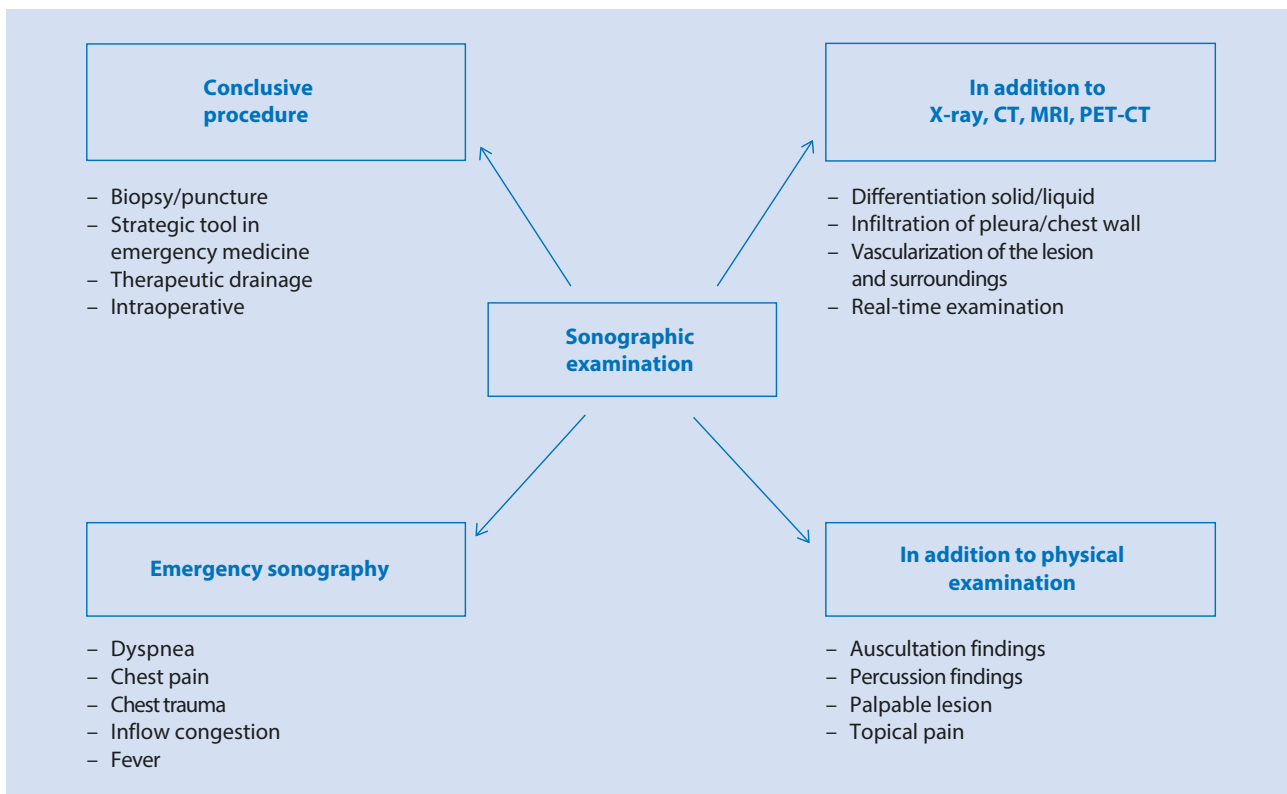 Conclusive
procedure
– Biopsy/puncture
– Strategic tool in
emergency medicine
– Therapeutic drainage
– Intraoperative
In addition to
X-ray, CT, MRI, PET-CT
– Differentiation solid/liquid
– Infiltration of pleura/chest wall
– Vascularization of the lesion
and surroundings
– Real-time examination
Sonographic
examination
Emergency sonography
– Dyspnea
– Chest pain
– Chest trauma
– Inflow congestion
– Fever
In addition to physical
examination
– Auscultation findings
– Percussion findings
– Palpable lesion
– Topical pain